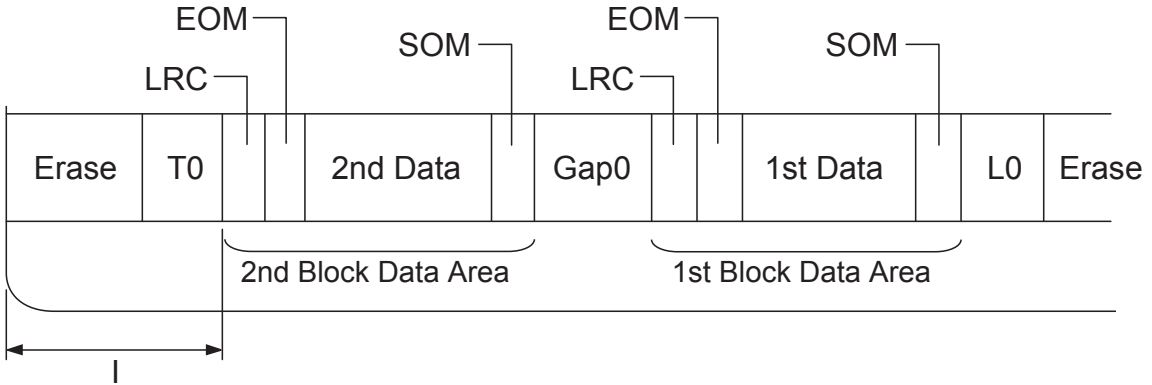 EOM
EOM
SOM
SOM
LRC
LRC
Erase
T0
2nd Data
Gap0
1st Data
L0
Erase
2nd Block Data Area
1st Block Data Area
l